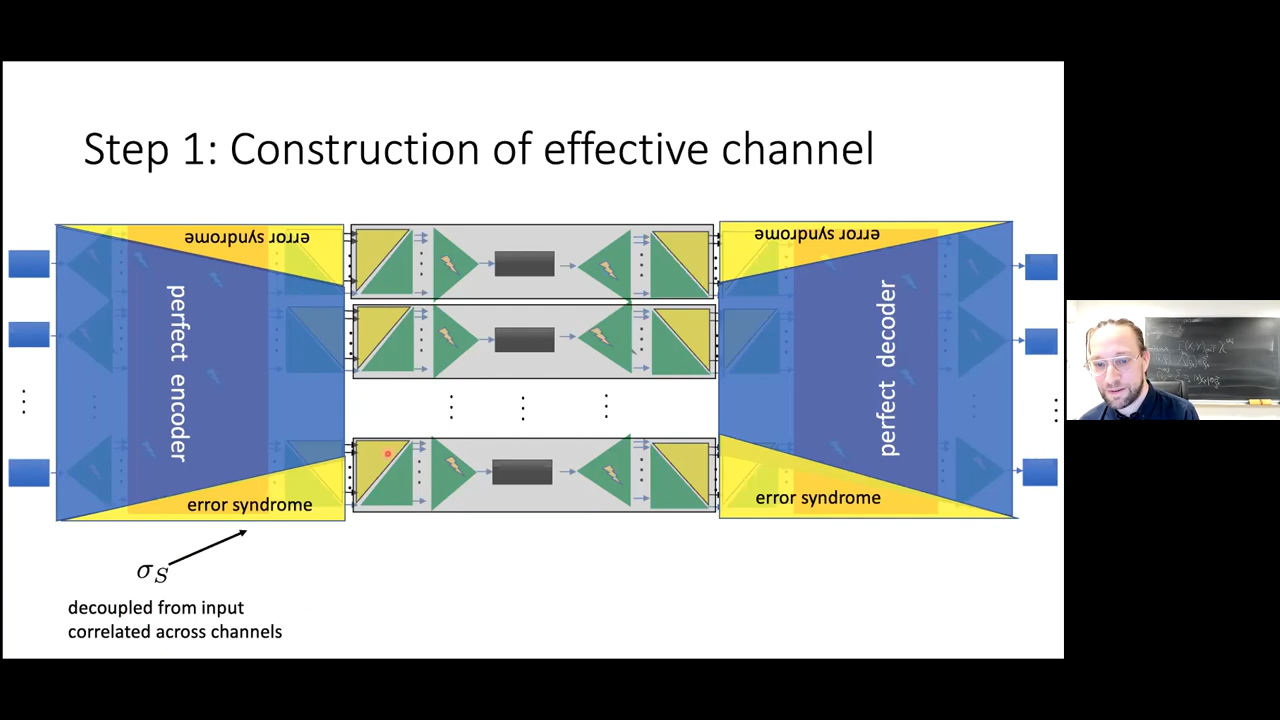 Step 1: Construction of effective channel
error syndrome
error syndrome
perfect encoder
perfect decoder
error syndrome
error syndrome
σS
decoupled from input
correlated across channels